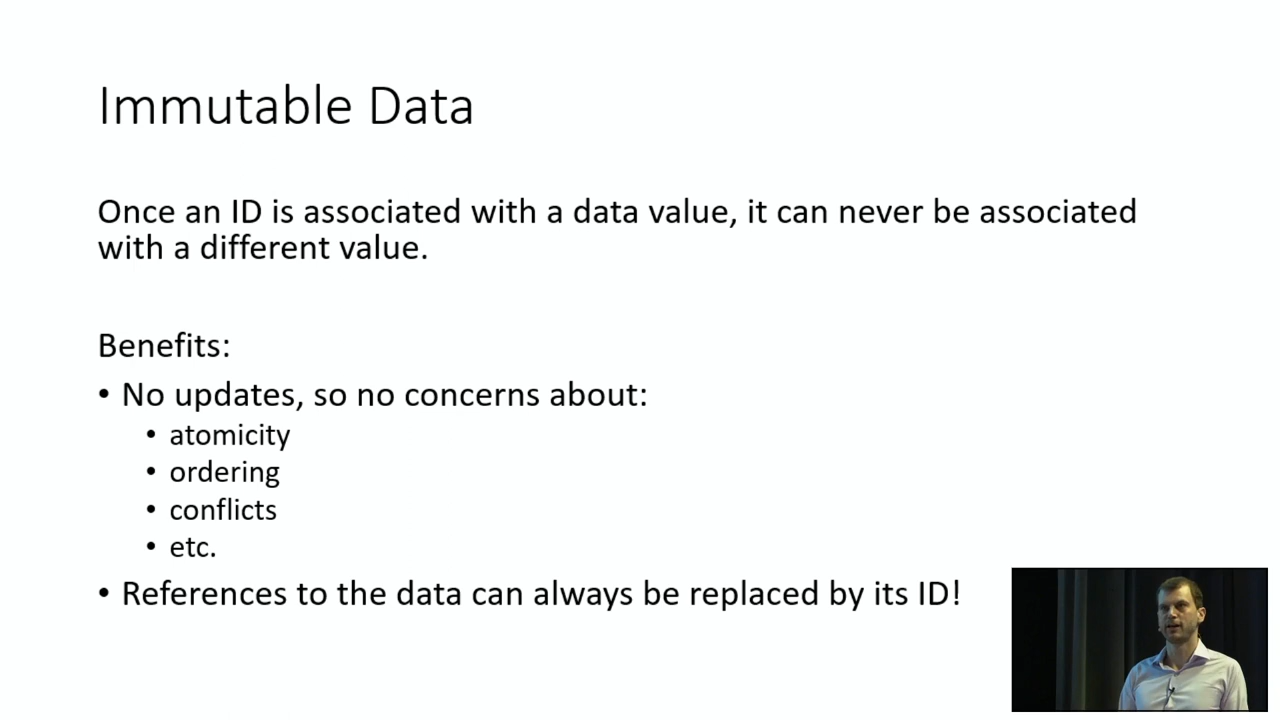 Immutable Data
Once an ID is associated with a data value, it can never be associated
with a different value.
Benefits:
• No updates, so no concerns about:
• atomicity
• ordering
• conflicts
• etc.
• References to the data can always be replaced by its ID!